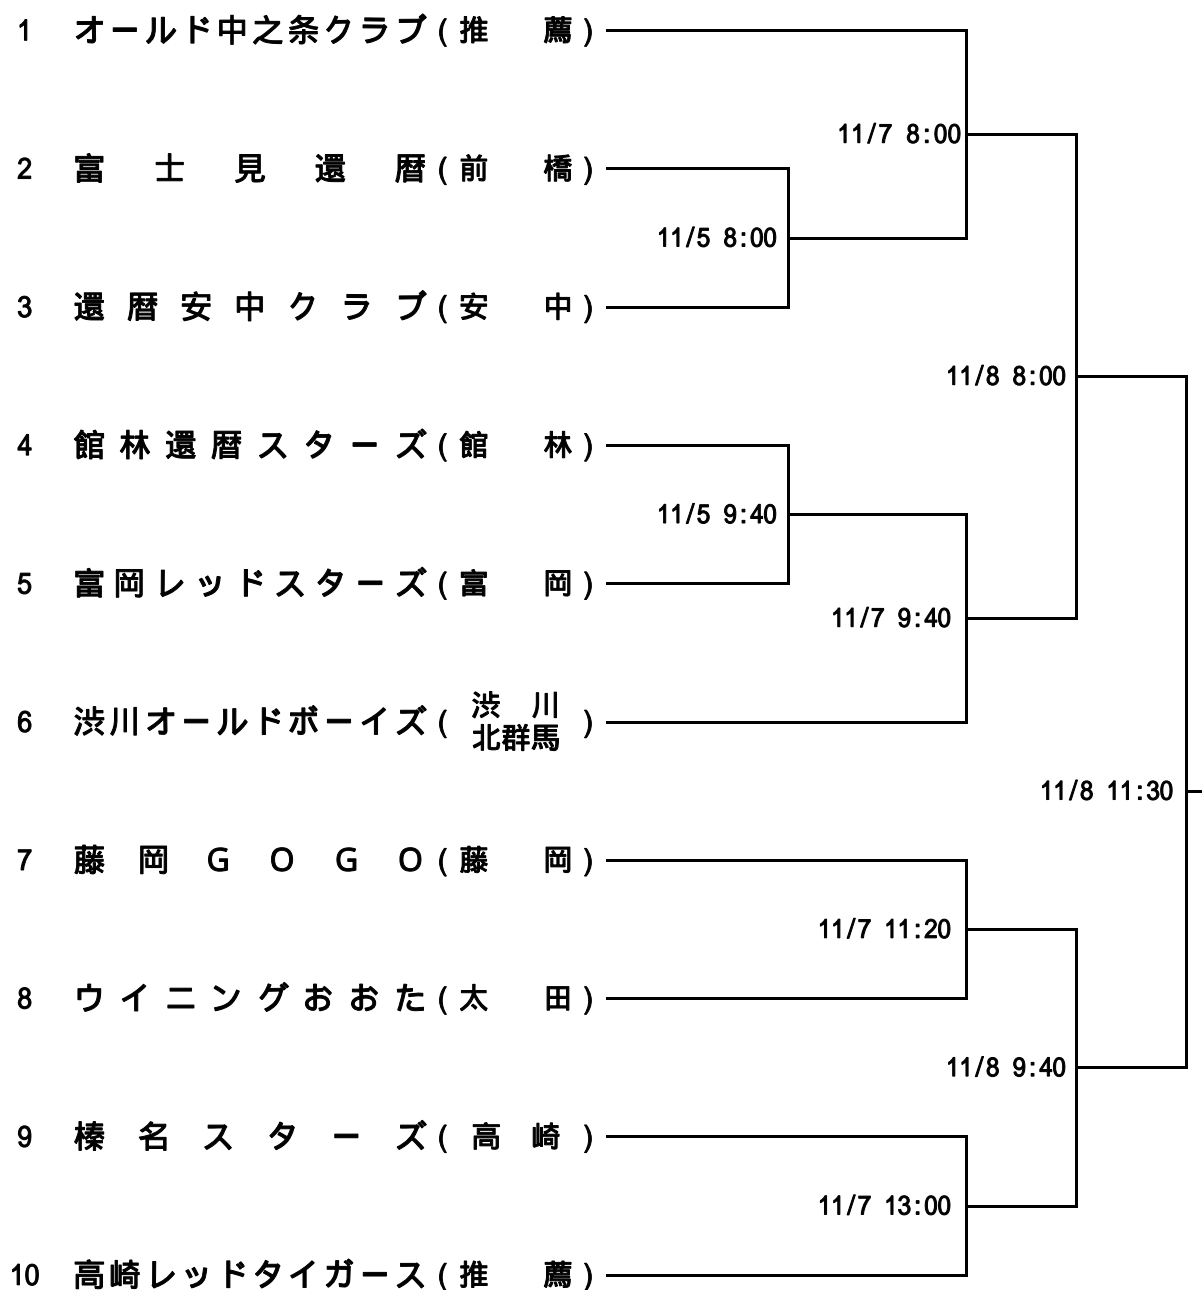 1 オールド中之条クラブ(推薦)
11/7 8:00
2 富士見還暦(前橋)
11/5 8:00
3 還暦安中クラブ(安中)
11/8 8:00
4 館林還暦スターズ(館林)
11/5 9:40
5 富岡レッドスターズ(富岡)
11/7 9:40
6 渋川オールドボーイズ(渋川北群馬)
11/8 11:30
7 藤岡GOGO(藤岡)
11/7 11:20
8 ウイニングおおた(太田)
11/8 9:40
9 榛名スターズ(高崎)
11/7 13:00
10 高崎レッドタイガース(推薦)